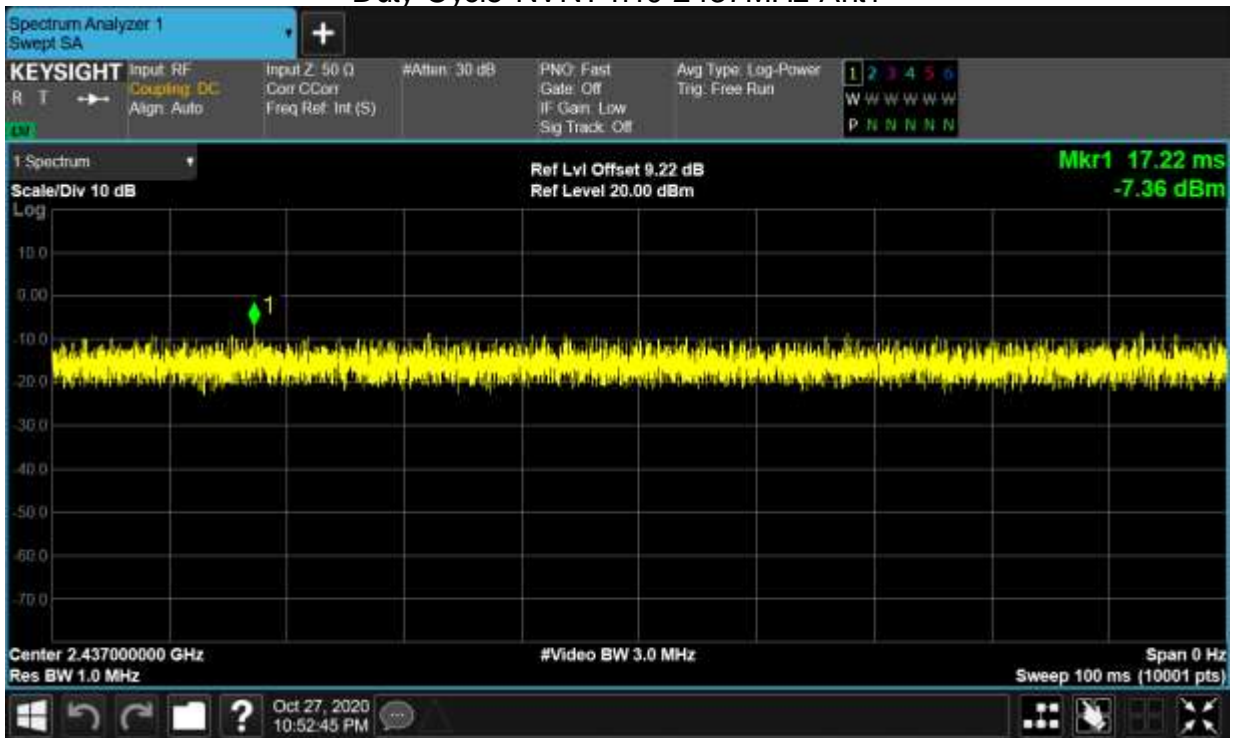 Spectrum Analyzer 1
Swept SA
+
KEYSIGHT
R T
Input: RF
Coupling: DC
Align: Auto
Input Z: 50 Ω
Corr CCorr
Freq Ref: Int (S)
#Atten: 30 dB
PNO: Fast
Gate: Off
IF Gain: Low
Sig Track: Off
Avg Type: Log-Power
Trig: Free Run
1 2 3 4 5 6
W W W W W W
P N N N N N
1 Spectrum
Scale/Div 10 dB
Log
Ref Lvl Offset 9.22 dB
Ref Level 20.00 dBm
Mkr1 17.22 ms
-7.36 dBm
10.0
0.00
-10.0
-20.0
-30.0
-40.0
-50.0
-60.0
-70.0
1
Center 2.437000000 GHz
Res BW 1.0 MHz
#Video BW 3.0 MHz
Span 0 Hz
Sweep 100 ms (10001 pts)
?
Oct 27, 2020
10:52:45 PM